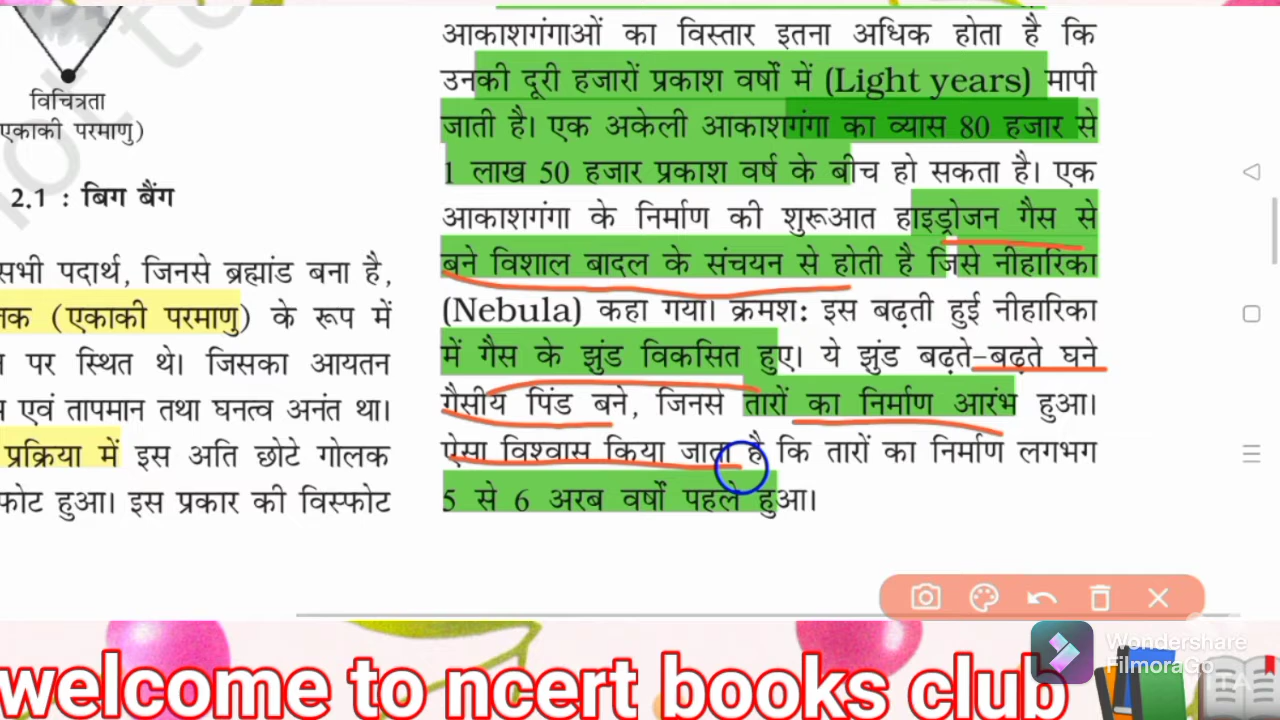 विचित्रता
एकाकी परमाणु)
2.1 : बिग बैंग
सभी पदार्थ, जिनसे ब्रह्मांड बना है,
(एकाकी परमाणु) के रूप में
पर स्थित थे। जिसका आयतन
एवं तापमान तथा घनत्व अनंत था।
प्रक्रिया में इस अति छोटे गोलक
हुआ। इस प्रकार की विस्फोट
आकाशगंगाओं का विस्तार इतना अधिक होता है कि
उनकी दूरी हजारों प्रकाश वर्षों में (Light years) मापी
जाती है। एक अकेली आकाशगंगा का व्यास 80 हजार से
1 लाख 50 हजार प्रकाश वर्ष के बीच हो सकता है। एक
आकाशगंगा के निर्माण की शुरूआत हाइड्रोजन गैस से
बने विशाल बादल के संचयन से होती है जिसे नीहारिका
(Nebula) कहा गया। क्रमश: इस बढ़ती हुई नीहारिका
में गैस के झुंड विकसित हुए। ये झुंड बढ़ते-बढ़ते घने
गैसीय पिंड बने, जिनसे तारों का निर्माण आरंभ हुआ।
ऐसा विश्वास किया जाता है कि तारों का निर्माण लगभग
5 से 6 अरब वर्षों पहले हुआ।
Wondershare
FilmoraGo
welcome to ncert books club